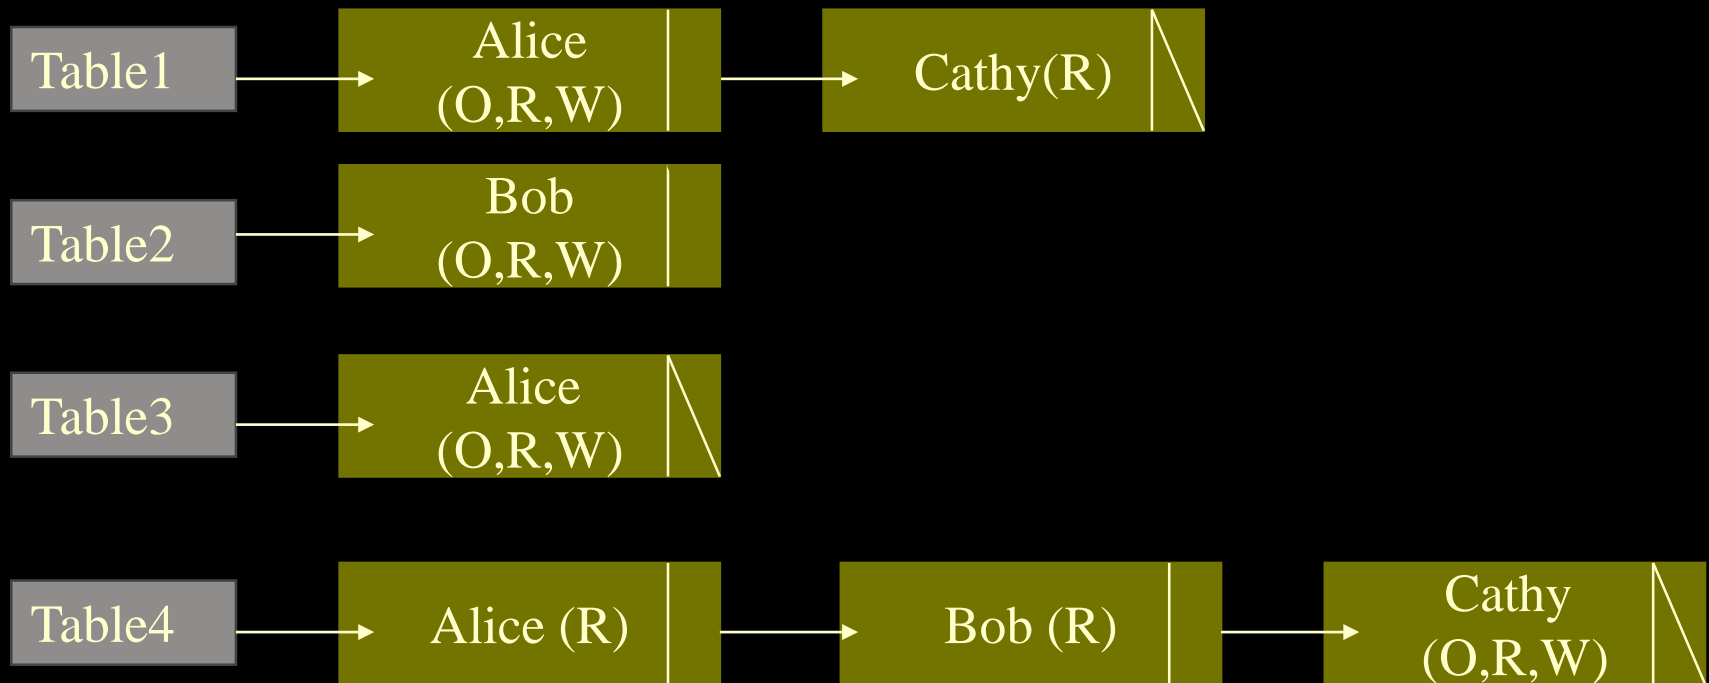 Table1
Alice
(O,R,W)
Cathy(R)
Table2
Bob
(O,R,W)
Table3
Alice
(O,R,W)
Table4
Alice (R)
Bob (R)
Cathy
(O,R,W)